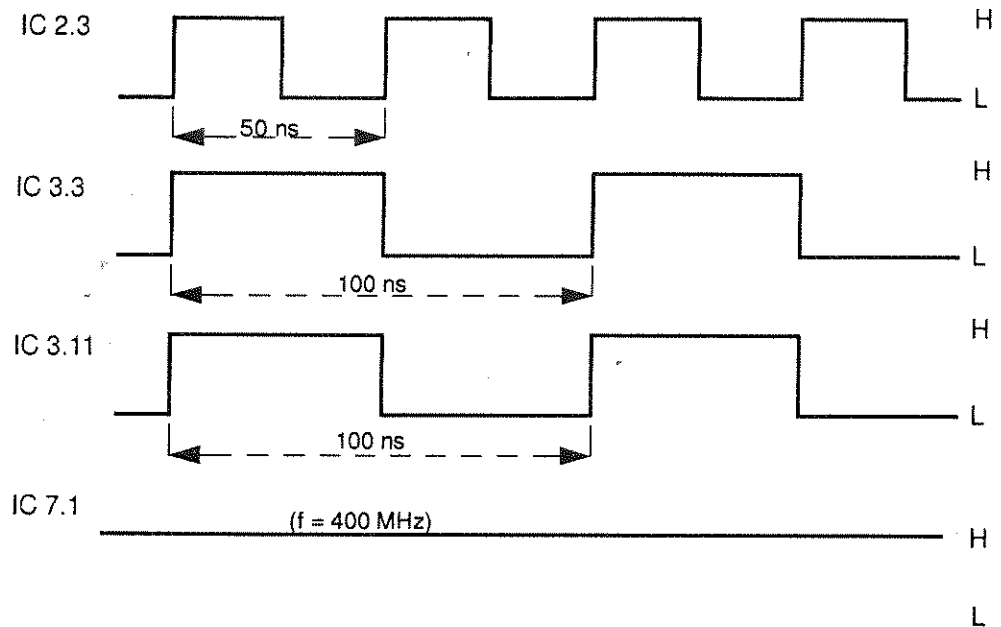 IC 2.3
H
L
50 ns
IC 3.3
H
L
100 ns
IC 3.11
H
L
100 ns
IC 7.1
(f = 400 MHz)
H
L